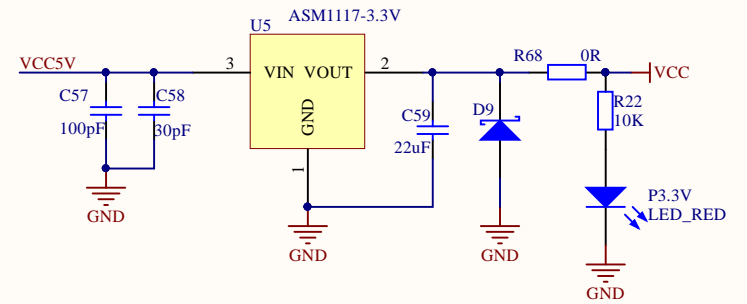 ASM1117-3.3V
U5
VCC5V
3
VIN VOUT
2
R68 0R
VCC
C57
C58
GND
C59
D9
R22
10K
100pF
30pF
22uF
1
P3.3V
LED_RED
GND
GND
GND
GND